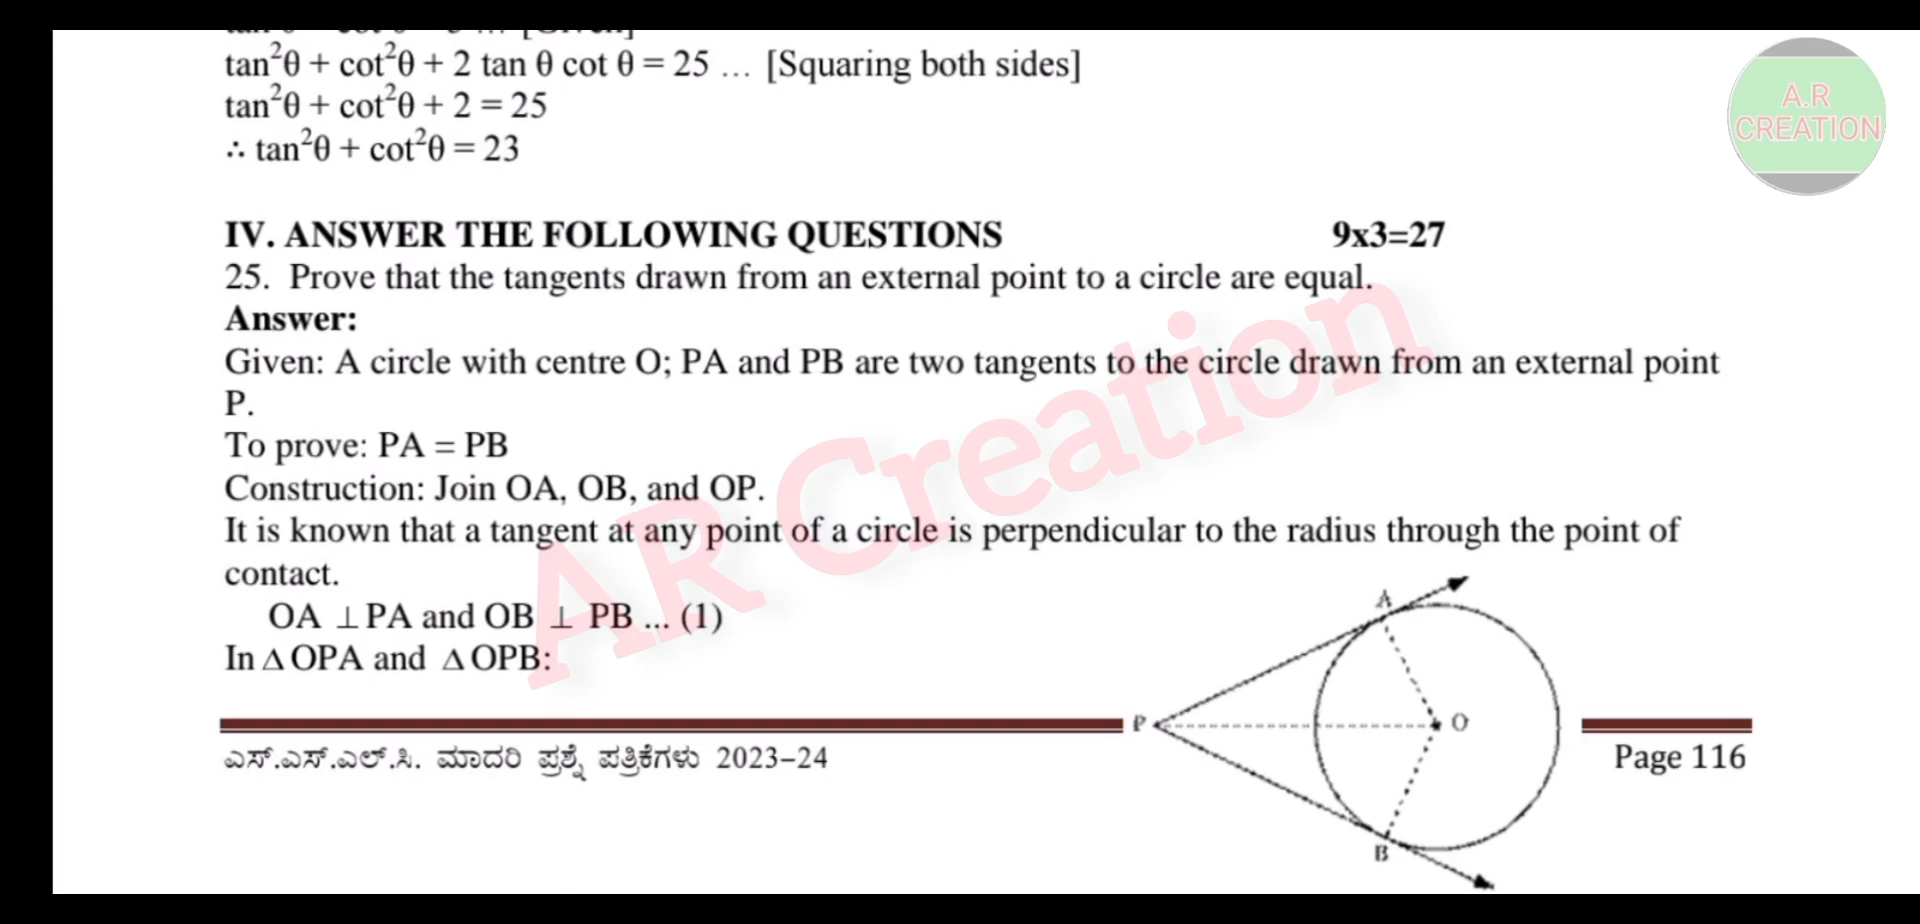 tan²θ + cot²θ + 2 tan θ cot θ = 25 ... [Squaring both sides]
tan²θ + cot²θ + 2 = 25
∴ tan²θ + cot²θ = 23
A.R
CREATION
IV. ANSWER THE FOLLOWING QUESTIONS 9x3=27
25. Prove that the tangents drawn from an external point to a circle are equal.
Answer:
Given: A circle with centre O; PA and PB are two tangents to the circle drawn from an external point
P.
To prove: PA = PB
Construction: Join OA, OB, and OP.
It is known that a tangent at any point of a circle is perpendicular to the radius through the point of
contact.
OA ⊥ PA and OB ⊥ PB ... (1)
In Δ OPA and Δ OPB:
AR Creation
A
P
O
B
ಎಸ್.ಎಸ್.ಎಲ್.ಸಿ. ಮಾದರಿ ಪ್ರಶ್ನೆ ಪತ್ರಿಕೆಗಳು 2023–24
Page 116